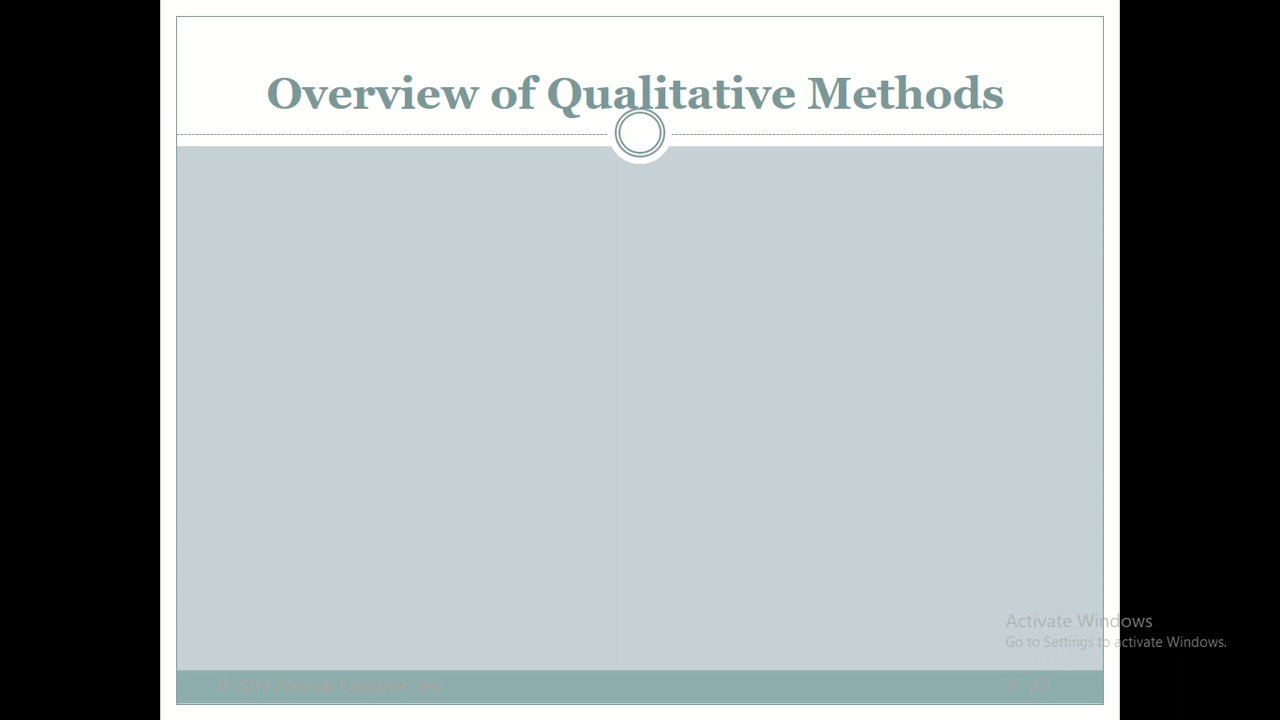 Overview of Qualitative Methods
Activate Windows
Go to Settings to activate Windows.